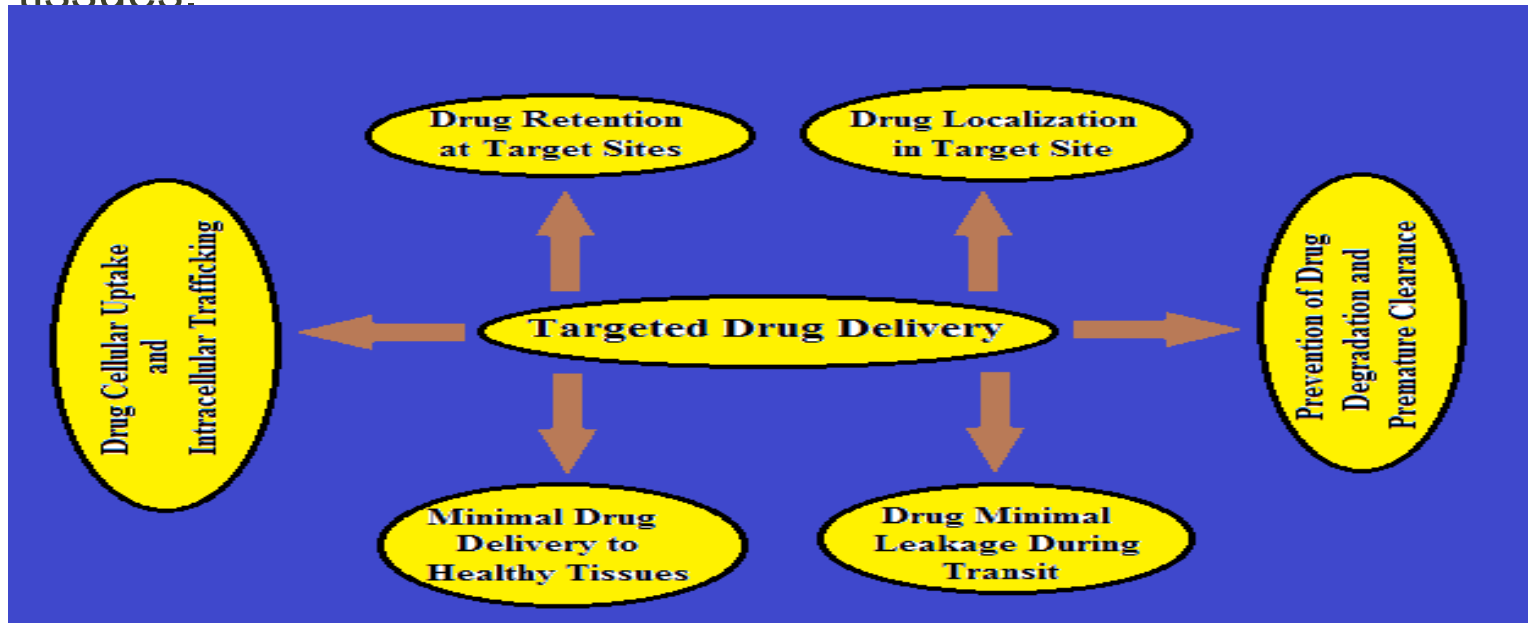 tissues.
Drug Retention
at Target Sites
Drug Localization
in Target Site
Drug Cellular Uptake
and
Intracellular Trafficking
Targeted Drug Delivery
Prevention of Drug
Degradation and
Premature Clearance
Minimal Drug
Delivery to
Healthy Tissues
Drug Minimal
Leakage During
Transit